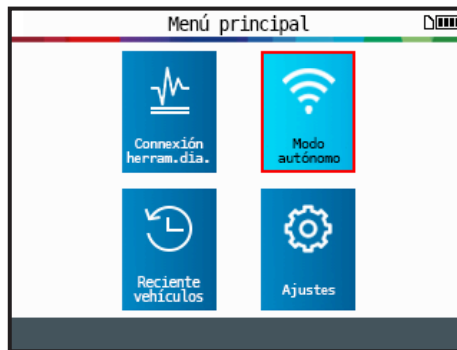 Menú principal
Connexión
herram.dia.
Modo
autónomo
Reciente
vehículos
Ajustes